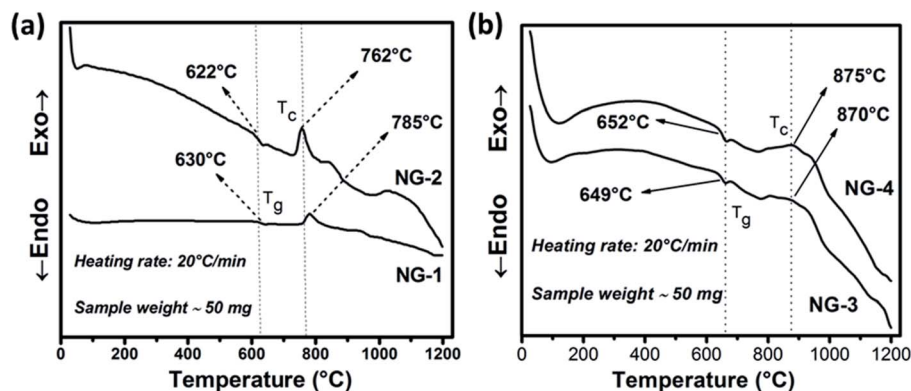 (a)
Exo→
←Endo
622°C
Tc
762°C
785°C
630°C
Tg
NG-2
NG-1
Heating rate: 20°C/min
Sample weight ~ 50 mg
0 200 400 600 800 1000 1200
Temperature (°C)
(b)
Exo→
←Endo
652°C
Tc
875°C
870°C
649°C
Tg
NG-4
NG-3
Heating rate: 20°C/min
Sample weight ~ 50 mg
0 200 400 600 800 1000 1200
Temperature (°C)